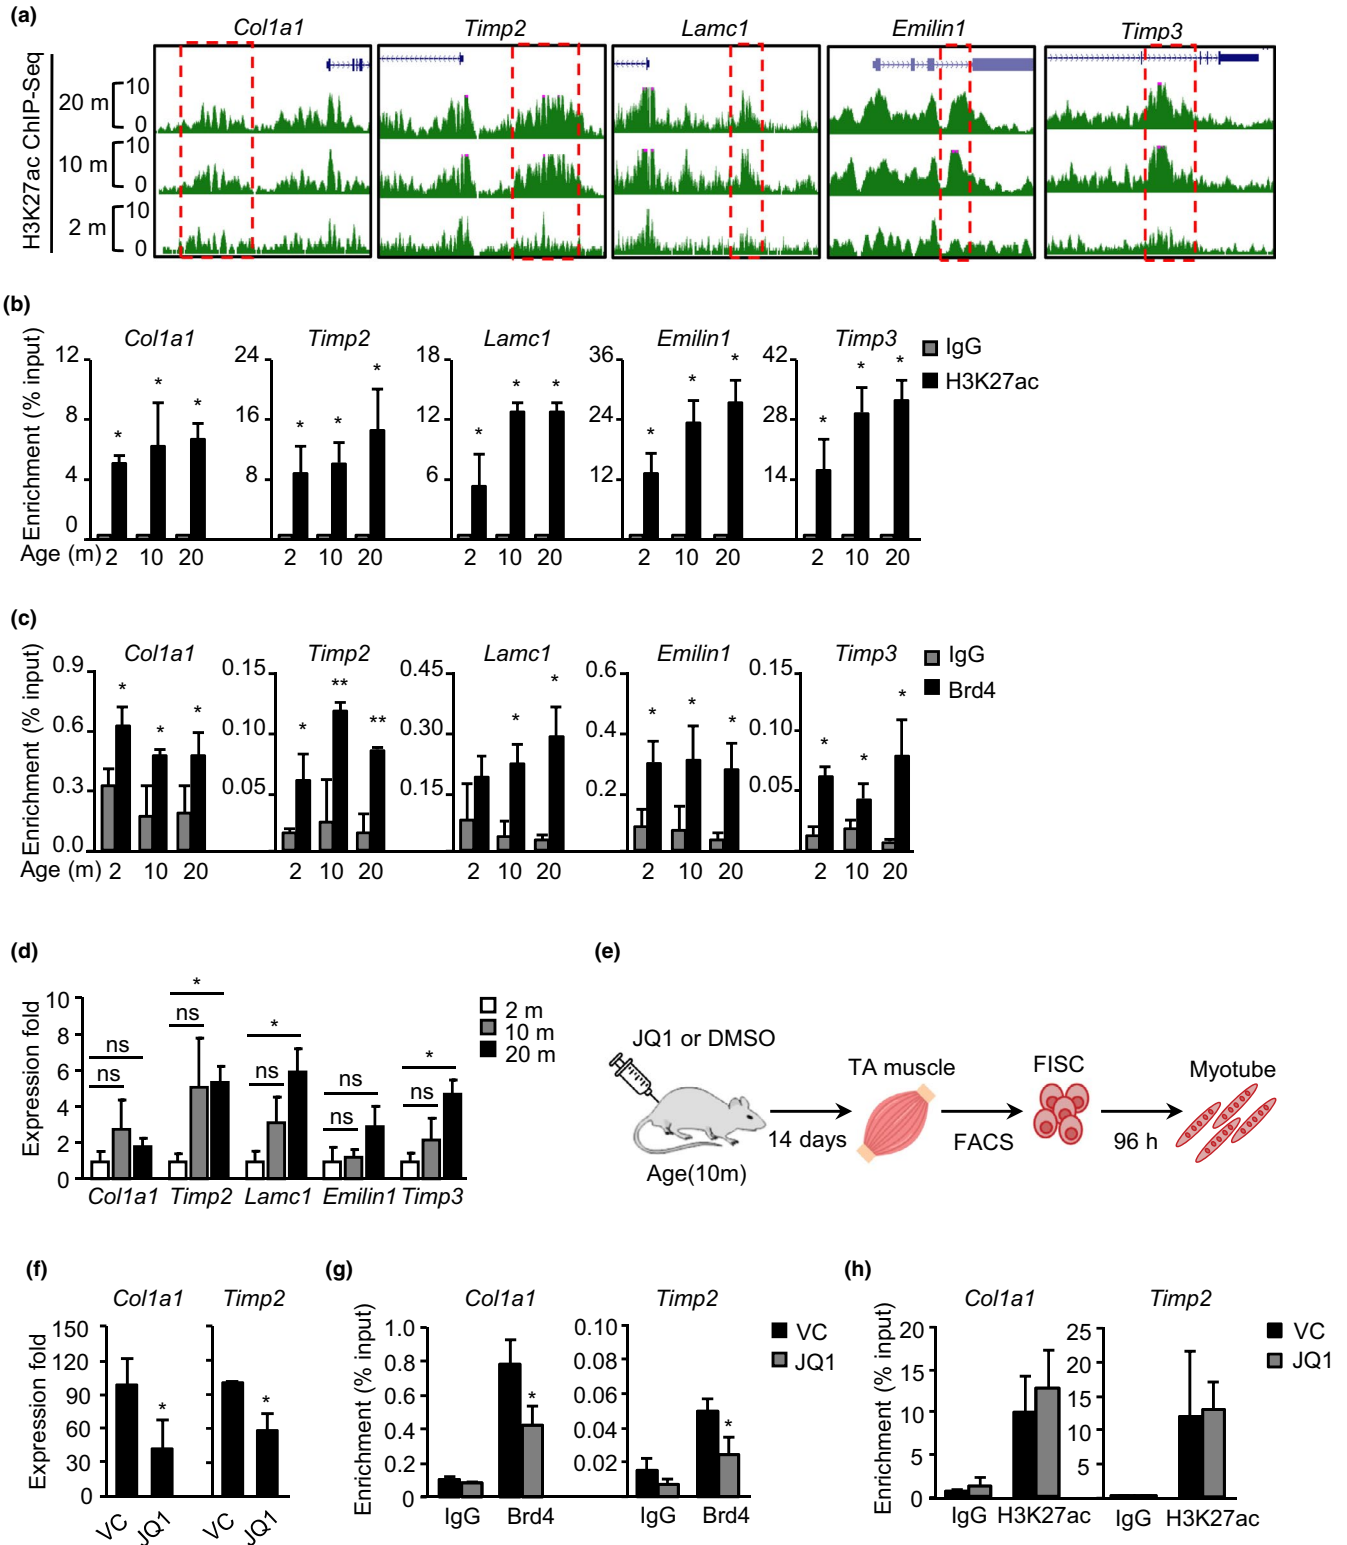 (a)
Col1a1 Timp2 Lamc1 Emilin1 Timp3
H3K27ac ChIP-Seq
20 m 10 0
10 m 10 0
2 m 10 0
(b)
Col1a1 Timp2 Lamc1 Emilin1 Timp3
IgG
H3K27ac
Enrichment (% input)
12 8 4 0
24 16 8
18 12 6
36 24 12
42 28 14
* * * * * * * * * * * * * * *
Age (m) 2 10 20 2 10 20 2 10 20 2 10 20 2 10 20
(c)
Col1a1 Timp2 Lamc1 Emilin1 Timp3
IgG
Brd4
Enrichment (% input)
0.9 0.6 0.3 0.0
0.15 0.10 0.05
0.45 0.30 0.15
0.6 0.4 0.2
0.15 0.10 0.05
* * * * ** ** * * * * * * * *
Age (m) 2 10 20 2 10 20 2 10 20 2 10 20 2 10 20
(d)
Expression fold
10 8 6 4 2 0
ns ns ns * ns * ns ns ns *
2 m
10 m
20 m
Col1a1 Timp2 Lamc1 Emilin1 Timp3
(e)
JQ1 or DMSO
TA muscle
FISC
Myotube
14 days
FACS
96 h
Age(10m)
(f)
Col1a1 Timp2
Expression fold
150 120 90 60 30 0
* *
VC JQ1 VC JQ1
(g)
Col1a1 Timp2
Enrichment (% input)
1.0 0.8 0.6 0.4 0.2 0
0.10 0.08 0.06 0.04 0.02
* *
VC
JQ1
IgG Brd4 IgG Brd4
(h)
Col1a1 Timp2
Enrichment (% input)
20 15 10 5 0
25 20 15 10 5
VC
JQ1
IgG H3K27ac IgG H3K27ac